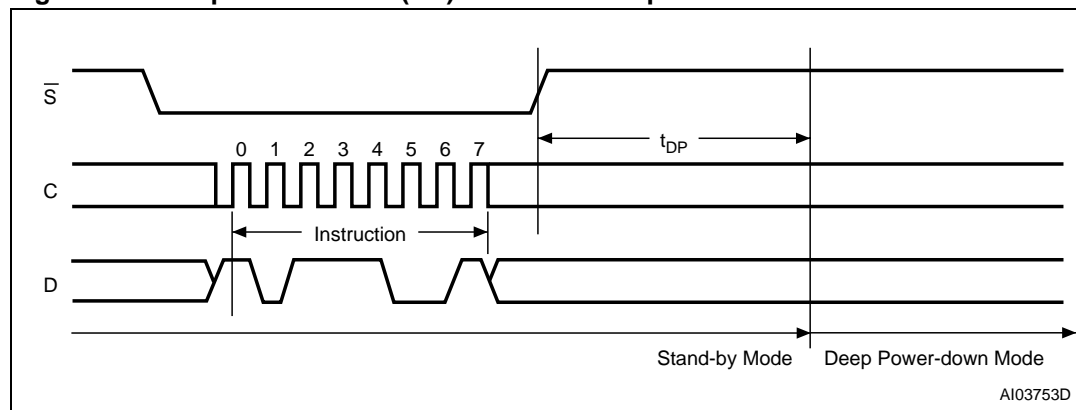 S
tDP
0 1 2 3 4 5 6 7
C
Instruction
D
Stand-by Mode Deep Power-down Mode
AI03753D